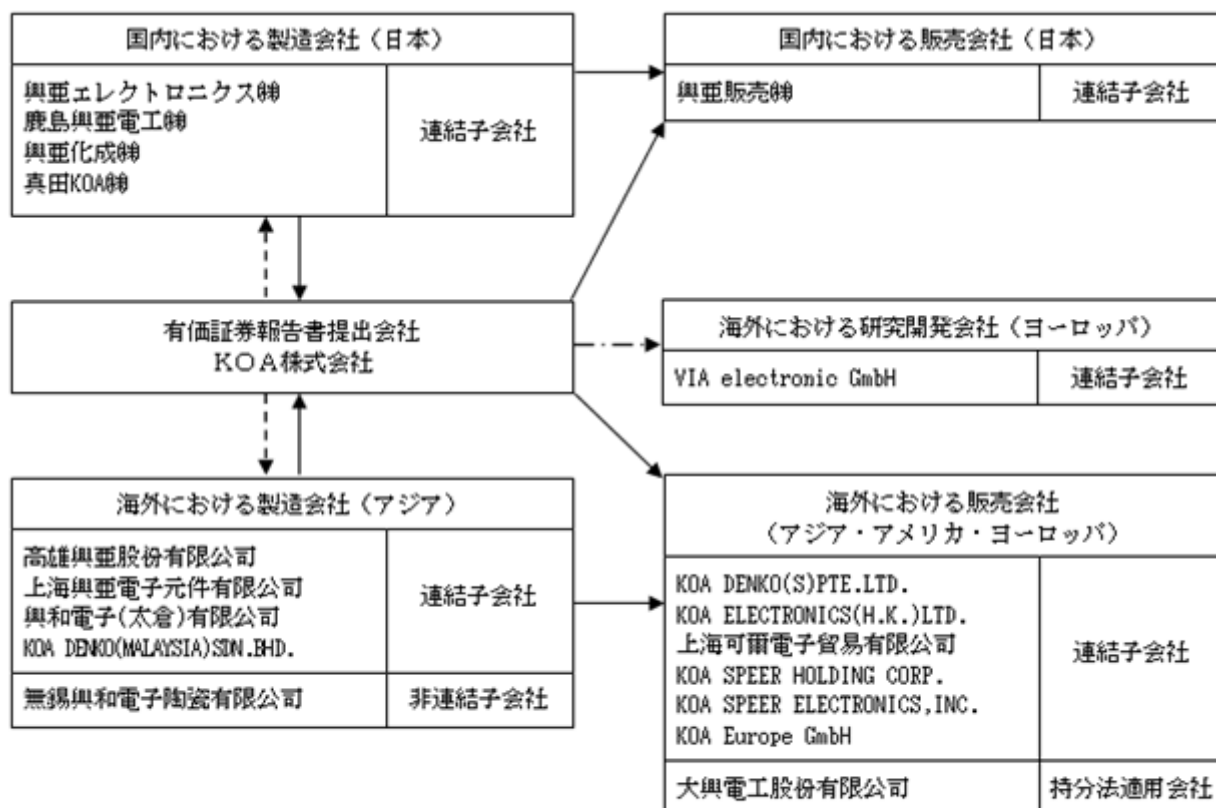 国内における製造会社（日本）
興亜エレクトロニクス㈱
鹿島興亜電工㈱
興亜化成㈱
真田KOA㈱
連結子会社
国内における販売会社（日本）
興亜販売㈱
連結子会社
有価証券報告書提出会社
ＫＯＡ株式会社
海外における研究開発会社（ヨーロッパ）
VIA electronic GmbH
連結子会社
海外における製造会社（アジア）
高雄興亜股份有限公司
上海興亜電子元件有限公司
興和電子(太倉)有限公司
KOA DENKO(MALAYSIA)SDN.BHD.
連結子会社
無錫興和電子陶瓷有限公司
非連結子会社
海外における販売会社
（アジア・アメリカ・ヨーロッパ）
KOA DENKO(S)PTE.LTD.
KOA ELECTRONICS(H.K.)LTD.
上海可爾電子貿易有限公司
KOA SPEER HOLDING CORP.
KOA SPEER ELECTRONICS,INC.
KOA Europe GmbH
連結子会社
大興電工股份有限公司
持分法適用会社